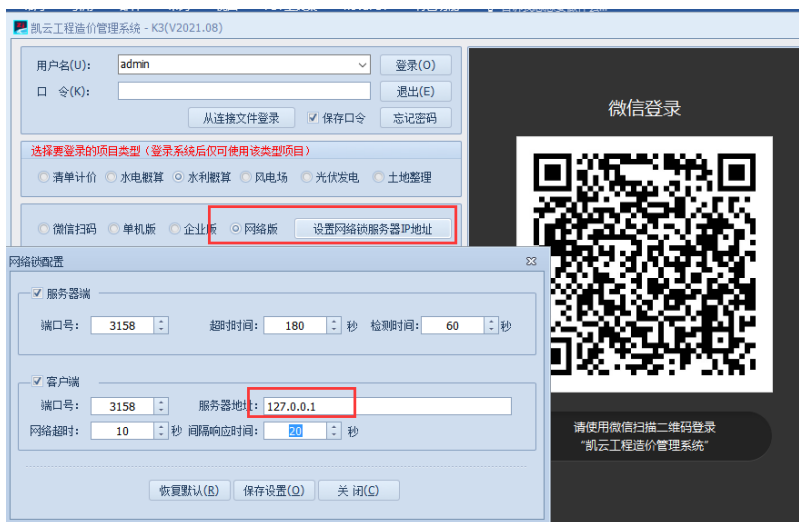 凯云工程造价管理系统 - K3(V2021.08)
用户名(U): admin 登录(O)
口 令(K): 退出(E)
从连接文件登录 保存口令 忘记密码
选择要登录的项目类型（登录系统后仅可使用该类型项目）
清单计价 水电概算 水利概算 风电场 光伏发电 土地整理
微信扫码 单机版 企业版 网络版 设置网络锁服务器IP地址
网络锁配置
服务器端
端口号: 3158 超时时间: 180 秒 检测时间: 60 秒
客户端
端口号: 3158 服务器地址: 127.0.0.1
网络超时: 10 秒 间隔响应时间: 20 秒
恢复默认(R) 保存设置(O) 关 闭(C)
微信登录
请使用微信扫描二维码登录
“凯云工程造价管理系统”